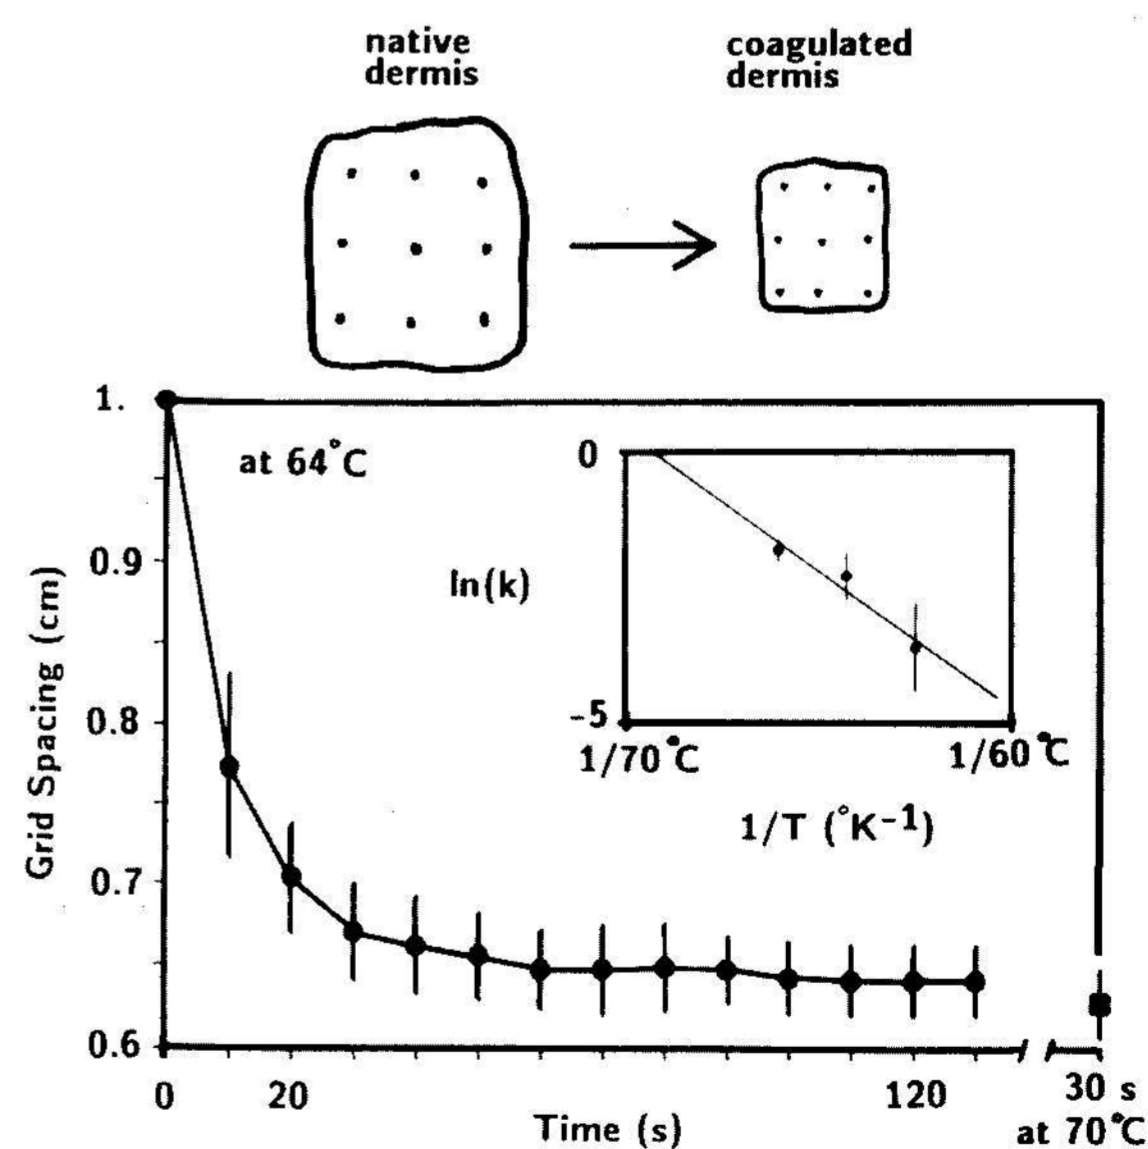 native
dermis
coagulated
dermis
1.
at 64°C
0.9
0.8
0.7
0.6
Grid Spacing (cm)
0
ln(k)
-5
1/70°C
1/60°C
1/T (°K-1)
0
20
120
30 s
at 70°C
Time (s)